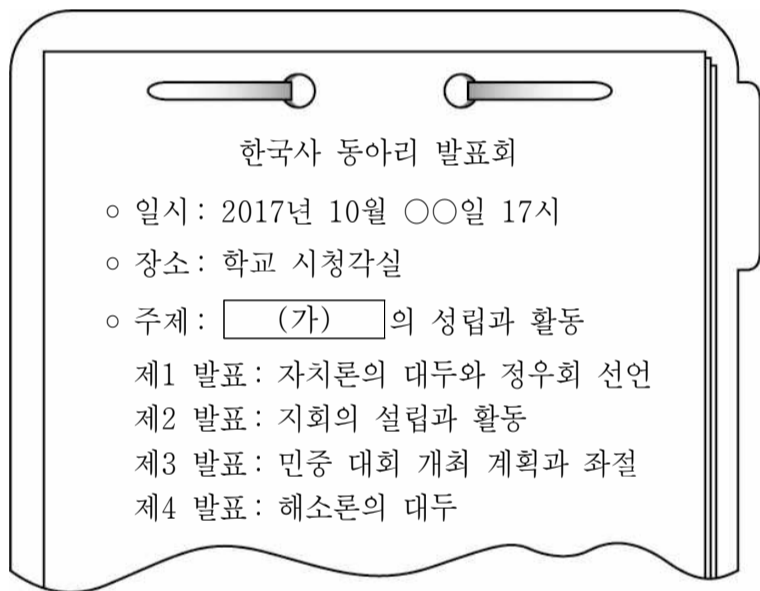 한국사 동아리 발표회
○ 일시: 2017년 10월 ○○일 17시
○ 장소: 학교 시청각실
○ 주제: (가) 의 성립과 활동
제1 발표: 자치론의 대두와 정우회 선언
제2 발표: 지회의 설립과 활동
제3 발표: 민중 대회 개최 계획과 좌절
제4 발표: 해소론의 대두